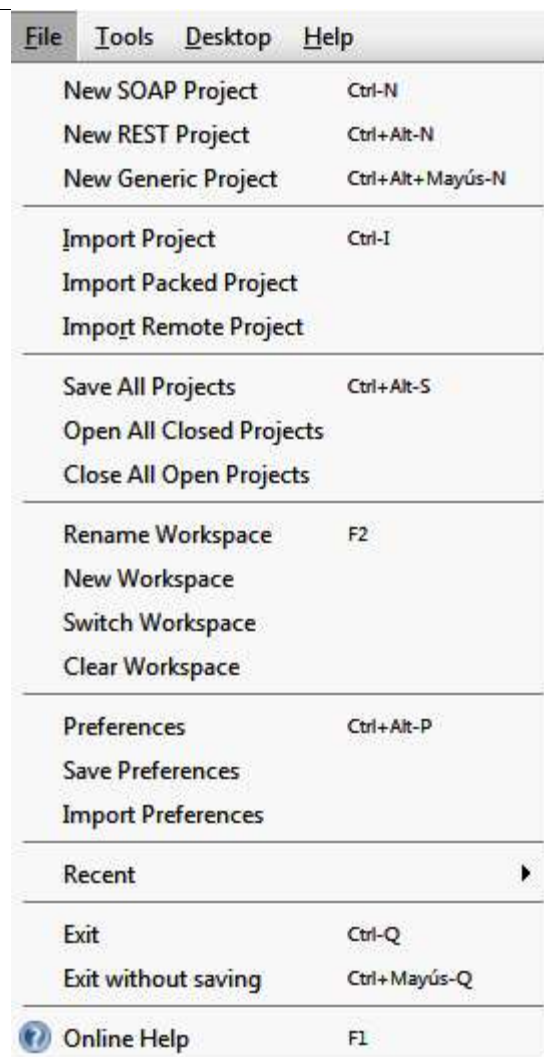 File Tools Desktop Help
New SOAP Project Ctrl-N
New REST Project Ctrl+Alt-N
New Generic Project Ctrl+Alt+Mayús-N
Import Project Ctrl-I
Import Packed Project
Import Remote Project
Save All Projects Ctrl+Alt-S
Open All Closed Projects
Close All Open Projects
Rename Workspace F2
New Workspace
Switch Workspace
Clear Workspace
Preferences Ctrl+Alt-P
Save Preferences
Import Preferences
Recent
Exit Ctrl-Q
Exit without saving Ctrl+Mayús-Q
Online Help F1